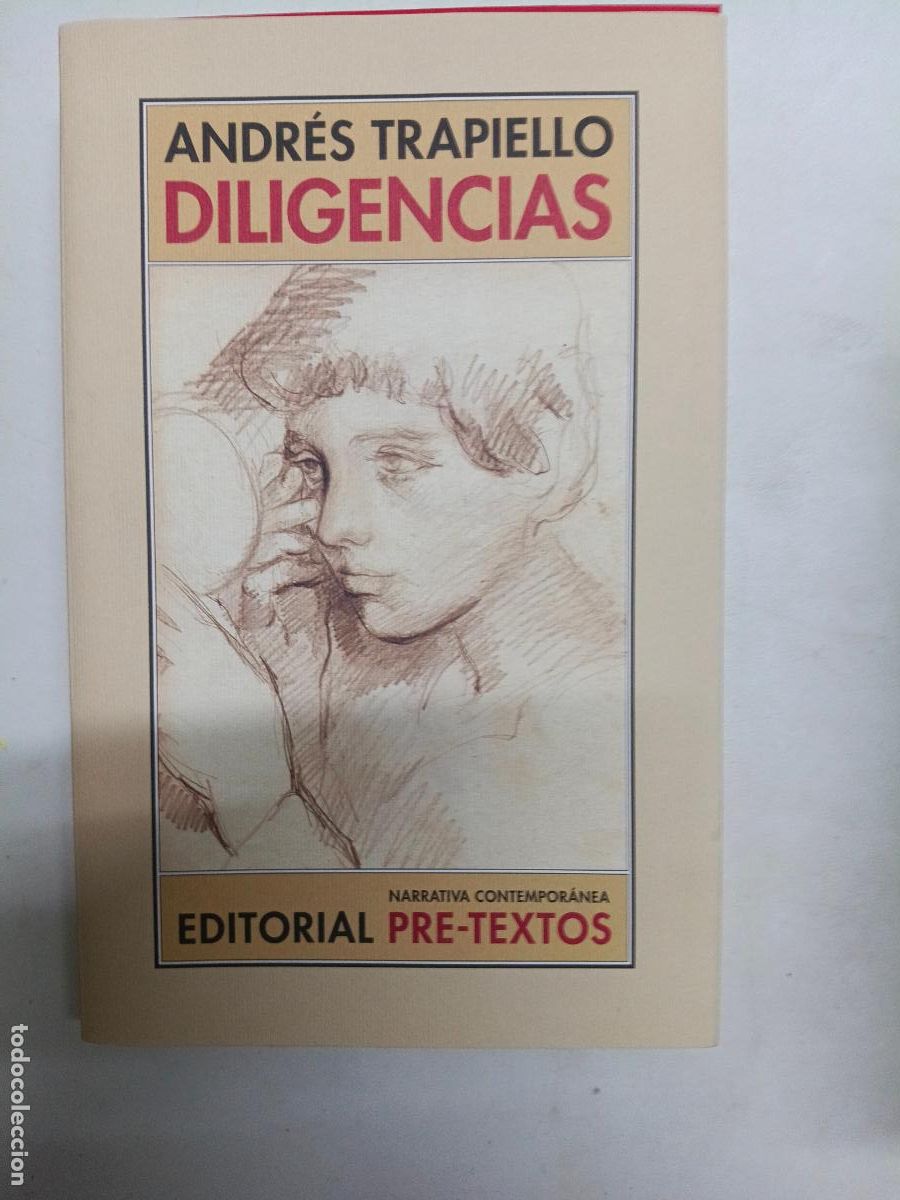 ANDRÉS TRAPIELLO
DILIGENCIAS
NARRATIVA CONTEMPORÁNEA
EDITORIAL PRE-TEXTOS
todocoleccion